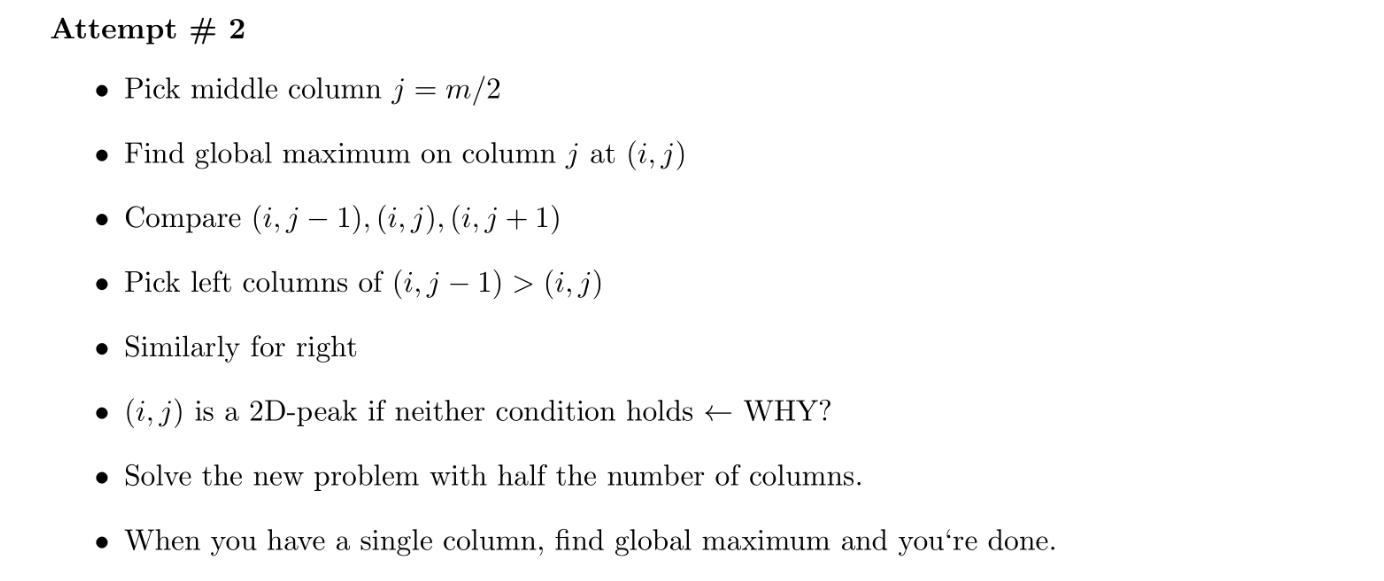 Attempt # 2
• Pick middle column j = m/2
• Find global maximum on column j at (i, j)
• Compare (i, j − 1), (i, j), (i, j + 1)
• Pick left columns of (i, j − 1) > (i, j)
• Similarly for right
• (i, j) is a 2D-peak if neither condition holds ← WHY?
• Solve the new problem with half the number of columns.
• When you have a single column, find global maximum and you‘re done.